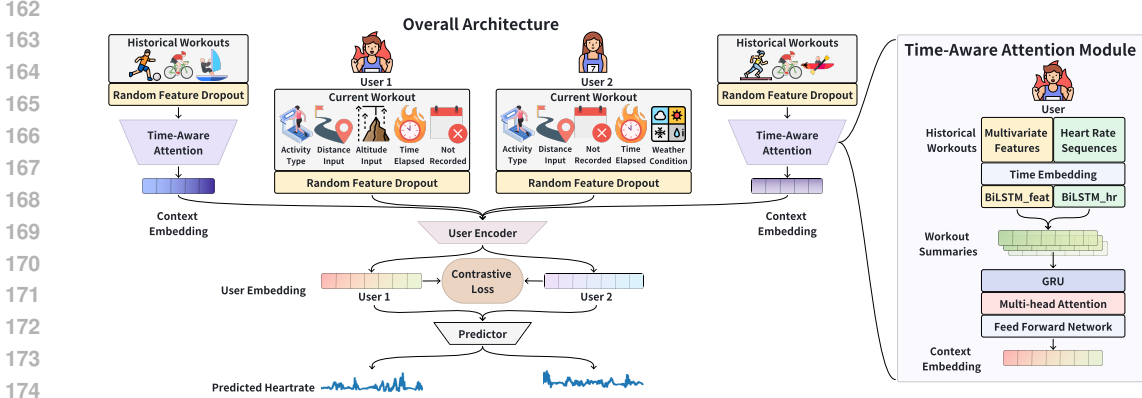 162
163
164
165
166
167
168
169
170
171
172
173
174
Overall Architecture
Historical Workouts
Random Feature Dropout
Time-Aware
Attention
Context
Embedding
User 1
Current Workout
Activity
Type
Distance
Input
Altitude
Input
Time
Elapsed
Not
Recorded
Random Feature Dropout
User 2
7
Current Workout
Activity
Type
Distance
Input
Not
Recorded
Time
Elapsed
Weather
Condition
Random Feature Dropout
Historical Workouts
Random Feature Dropout
Time-Aware
Attention
Context
Embedding
User Encoder
User Embedding
User 1
Contrastive
Loss
User 2
Predictor
Predicted Heartrate
Time-Aware Attention Module
User
Historical
Workouts
Multivariate
Features
Heart Rate
Sequences
Time Embedding
BiLSTM_feat
BiLSTM_hr
Workout
Summaries
GRU
Multi-head Attention
Feed Forward Network
Context
Embedding